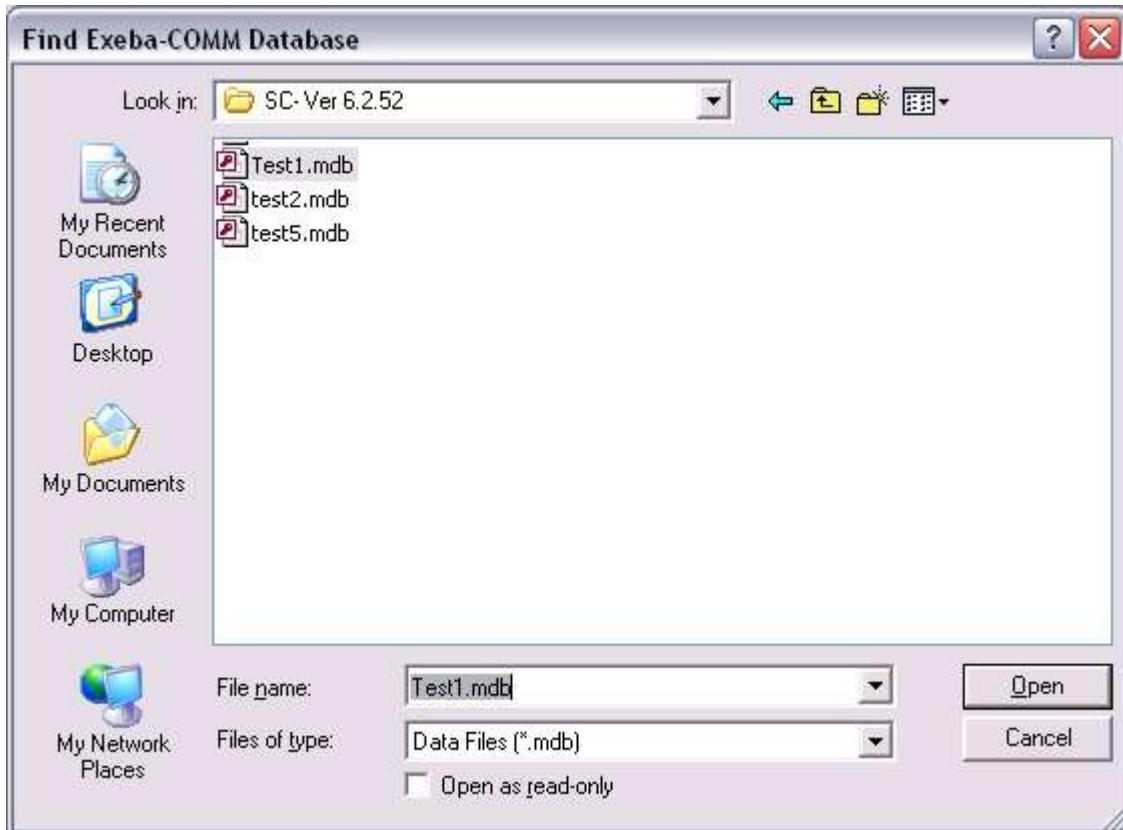 Find Exeba-COMM Database
Look in:
SC- Ver 6.2.52
My Recent
Documents
Desktop
My Documents
My Computer
My Network
Places
Test1.mdb
test2.mdb
test5.mdb
File name:
Test1.mdb
Open
Files of type:
Data Files (*.mdb)
Cancel
Open as read-only